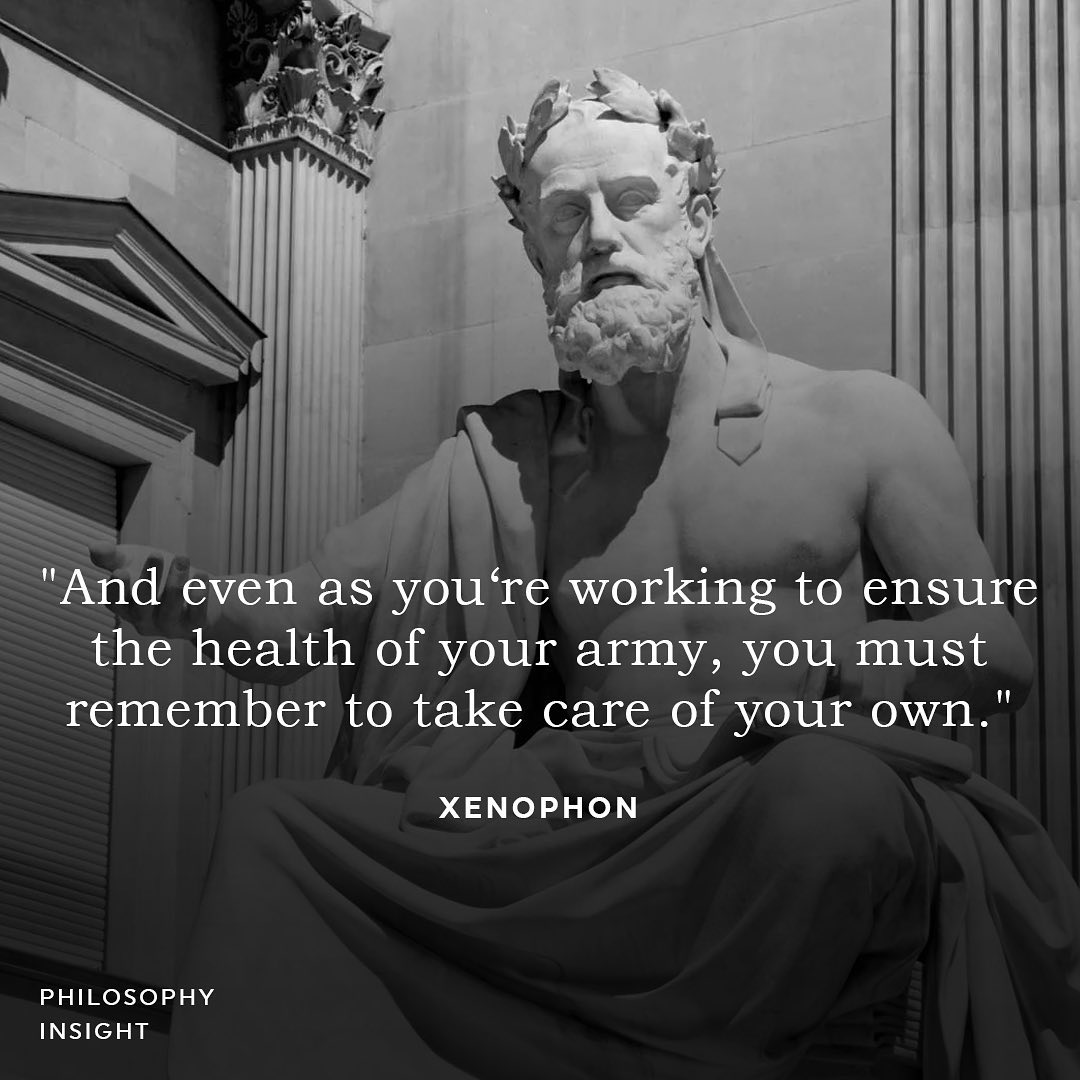 "And even as you‘re working to ensure
the health of your army, you must
remember to take care of your own."
XENOPHON
PHILOSOPHY
INSIGHT